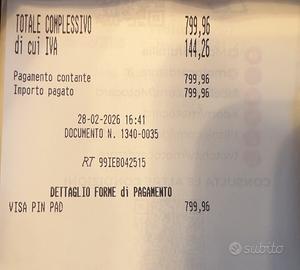 TOTALE COMPLESSIVO 799,96
di cui IVA 144,26
Pagamento contante 799,96
Importo pagato 799,96
28-02-2026 16:41
DOCUMENTO N. 1340-0035
RT 99IEB042515
DETTAGLIO FORME di PAGAMENTO
VISA PIN PAD 799,96
subito